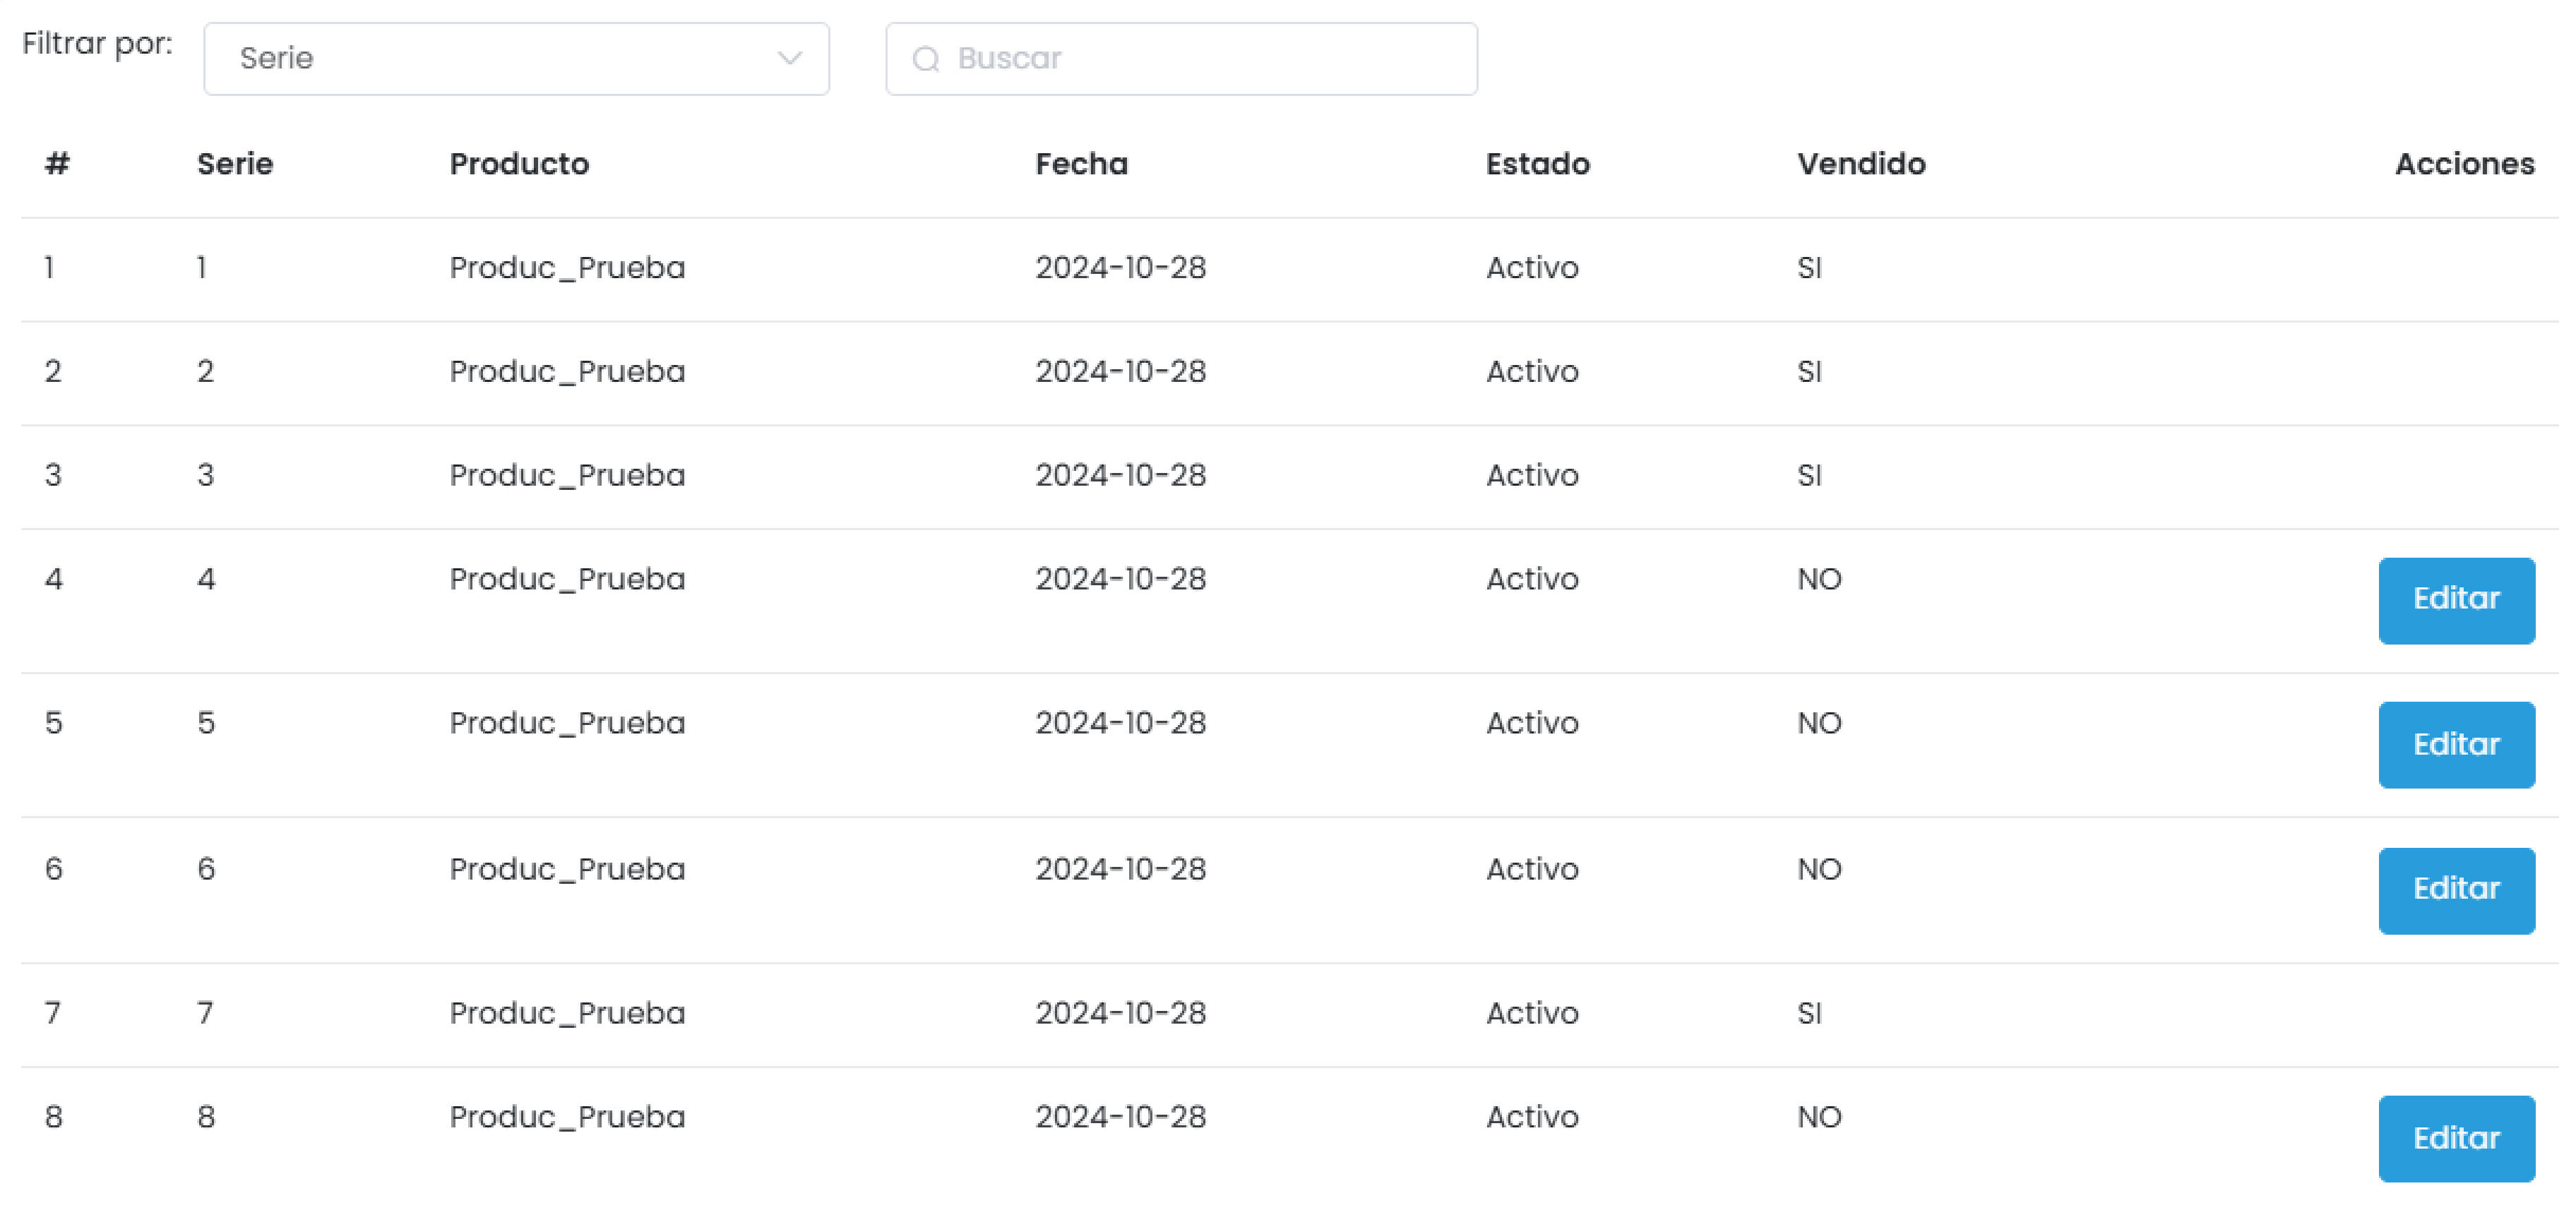 Filtrar por: Serie Buscar
# Serie Producto Fecha Estado Vendido Acciones
1 1 Produc_Prueba 2024-10-28 Activo SI
2 2 Produc_Prueba 2024-10-28 Activo SI
3 3 Produc_Prueba 2024-10-28 Activo SI
4 4 Produc_Prueba 2024-10-28 Activo NO Editar
5 5 Produc_Prueba 2024-10-28 Activo NO Editar
6 6 Produc_Prueba 2024-10-28 Activo NO Editar
7 7 Produc_Prueba 2024-10-28 Activo SI
8 8 Produc_Prueba 2024-10-28 Activo NO Editar